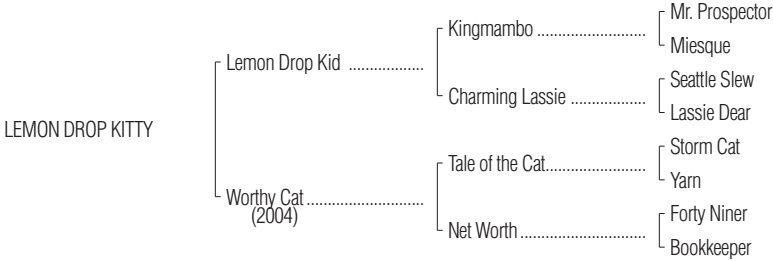 Mr. Prospector
Kingmambo ..........................
Miesque
Lemon Drop Kid ..................
Seattle Slew
Charming Lassie ..................
Lassie Dear
LEMON DROP KITTY
Storm Cat
Tale of the Cat........................
Yarn
Worthy Cat............................
(2004)
Forty Niner
Net Worth ..............................
Bookkeeper